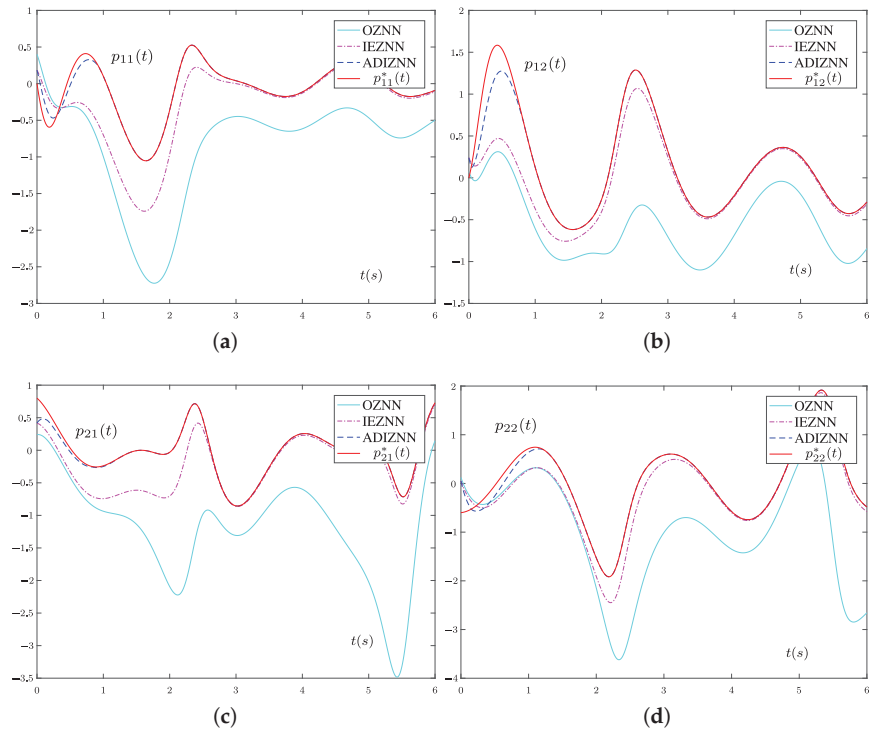 1
0.5
0
−0.5
−1
−1.5
−2
−2.5
−3
0 1 2 3 4 5 6
p₁₁(t)
OZNN
IEZNN
ADIZNN
p*₁₁(t)
t(s)
(a)
2
1.5
1
0.5
0
−0.5
−1
−1.5
0 1 2 3 4 5 6
p₁₂(t)
OZNN
IEZNN
ADIZNN
p*₁₂(t)
t(s)
(b)
1
0.5
0
−0.5
−1
−1.5
−2
−2.5
−3
−3.5
0 1 2 3 4 5 6
p₂₁(t)
OZNN
IEZNN
ADIZNN
p*₂₁(t)
t(s)
(c)
2
1
0
−1
−2
−3
−4
0 1 2 3 4 5 6
p₂₂(t)
OZNN
IEZNN
ADIZNN
p*₂₂(t)
t(s)
(d)